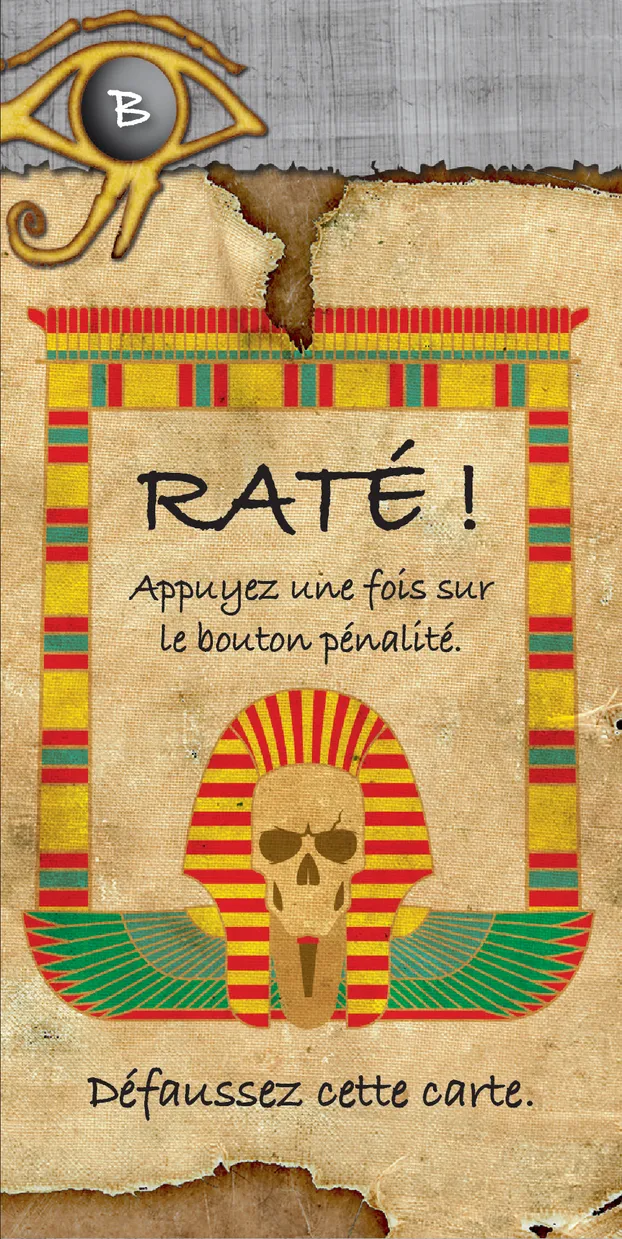 B
RATÉ !
Appuyez une fois sur
le bouton pénalité.
Défaussez cette carte.